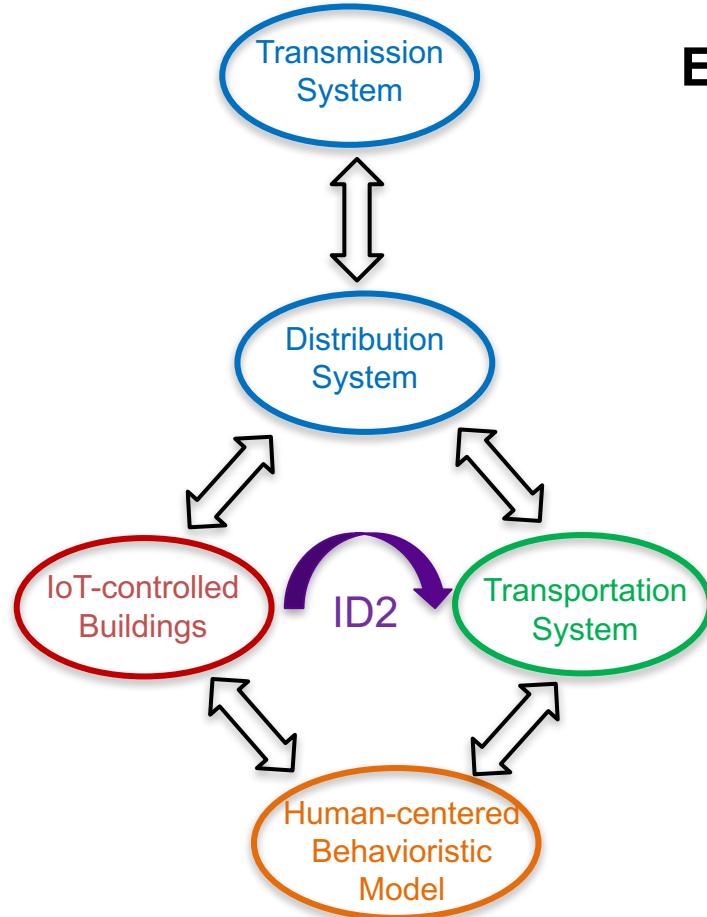 Transmission
System
E
Distribution
System
IoT-controlled
Buildings
ID2
Transportation
System
Human-centered
Behavioristic
Model